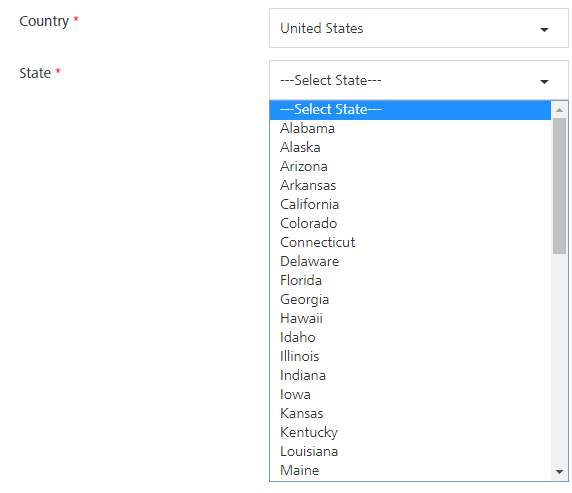 Country *
United States
State *
---Select State---
---Select State---
Alabama
Alaska
Arizona
Arkansas
California
Colorado
Connecticut
Delaware
Florida
Georgia
Hawaii
Idaho
Illinois
Indiana
Iowa
Kansas
Kentucky
Louisiana
Maine